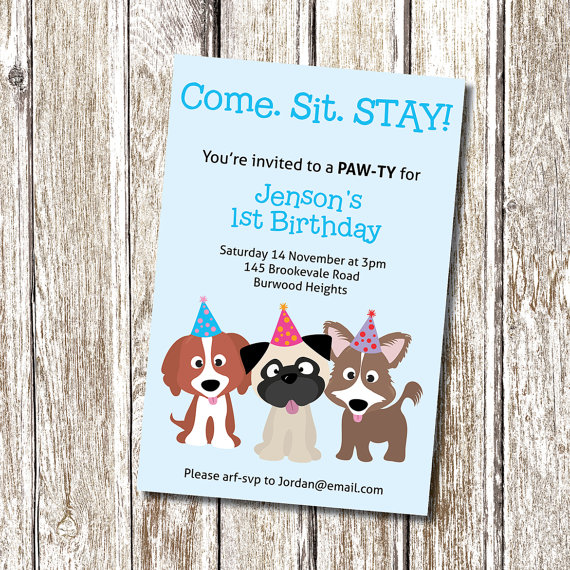 Come. Sit. STAY!
You're invited to a PAW-TY for
Jenson's
1st Birthday
Saturday 14 November at 3pm
145 Brookevale Road
Burwood Heights
Please arf-svp to Jordan@email.com